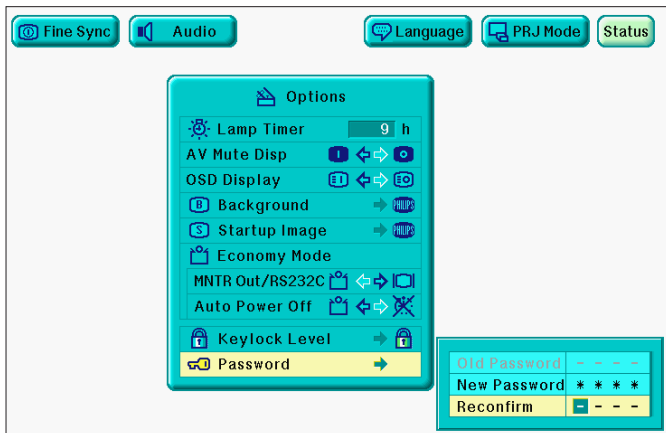 Fine Sync
Audio
Language
PRJ Mode
Status
Options
Lamp Timer 9 h
AV Mute Disp
OSD Display
B Background PHILIPS
S Startup Image PHILIPS
Economy Mode
MNTR Out/RS232C
Auto Power Off
Keylock Level
Password
Old Password - - - -
New Password * * * *
Reconfirm - - - -